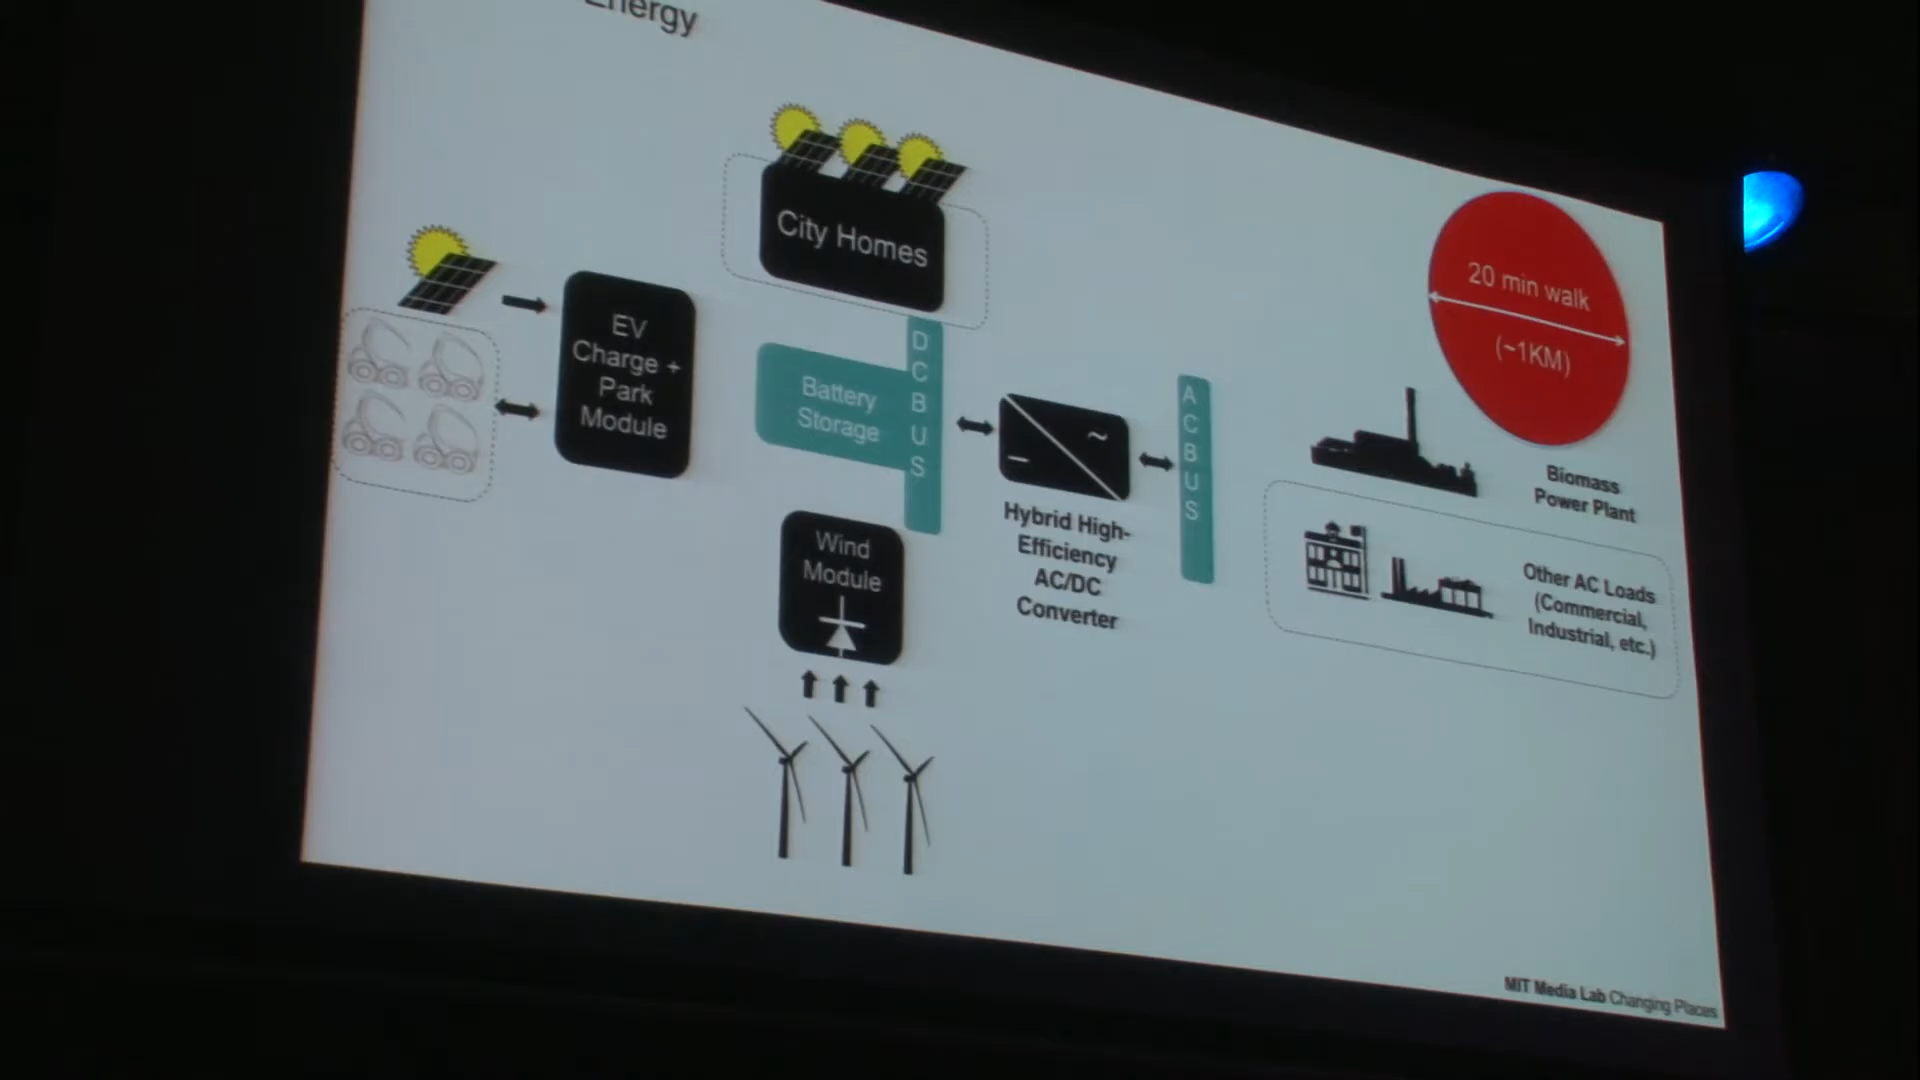 Energy
City Homes
EV
Charge +
Park
Module
Battery
Storage
D
C
B
U
S
Wind
Module
Hybrid High-
Efficiency
AC/DC
Converter
A
C
B
U
S
20 min walk
(~1KM)
Biomass
Power Plant
Other AC Loads
(Commercial,
Industrial, etc.)
MIT Media Lab Changing Places